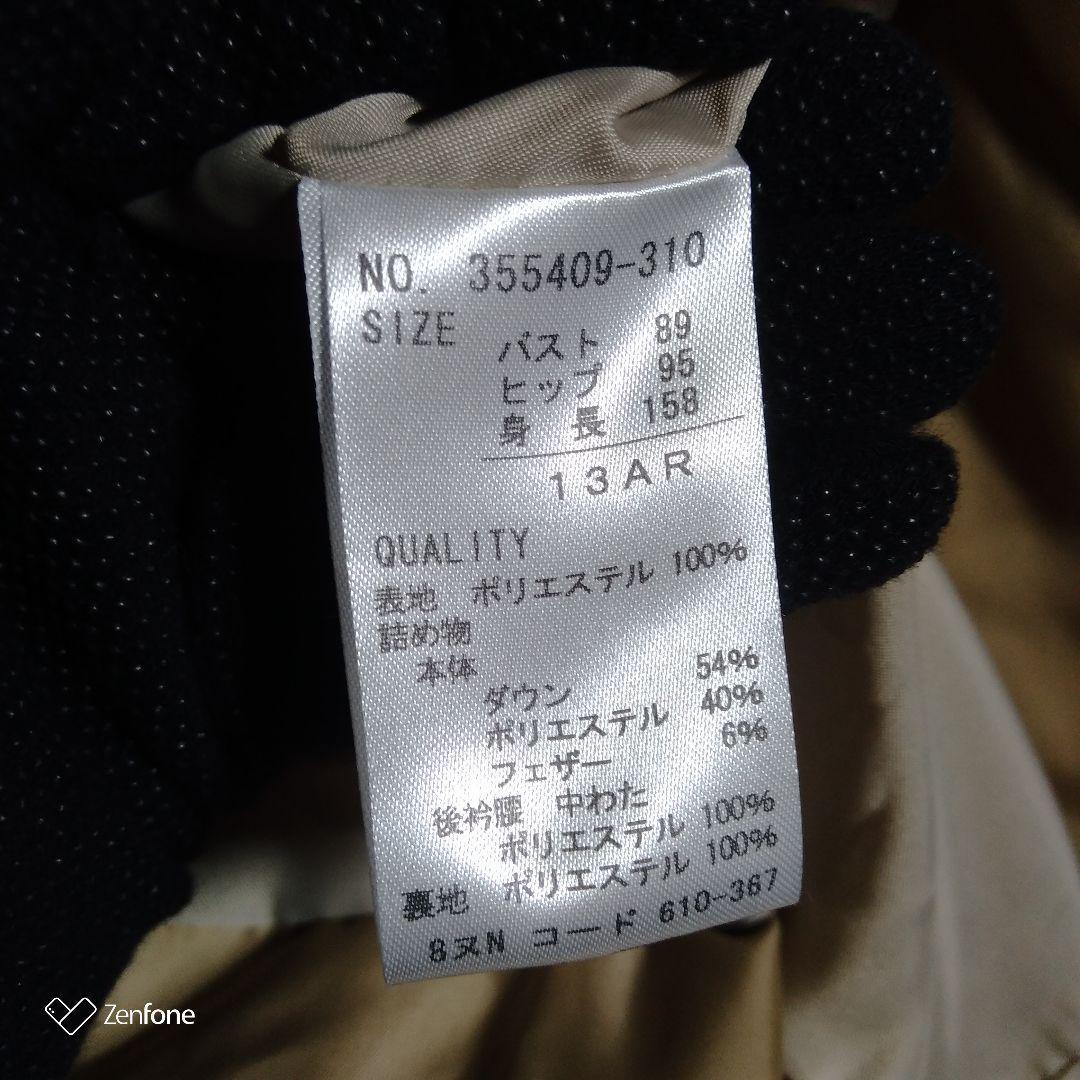 NO. 355409-310
SIZE
バスト 89
ヒップ 95
身長 158
13AR
QUALITY
表地 ポリエステル 100%
詰め物
本体
ダウン 54%
ポリエステル 40%
フェザー 6%
後衿腰 中わた
ポリエステル 100%
裏地 ポリエステル 100%
8ヌN コード 610-367
Zenfone